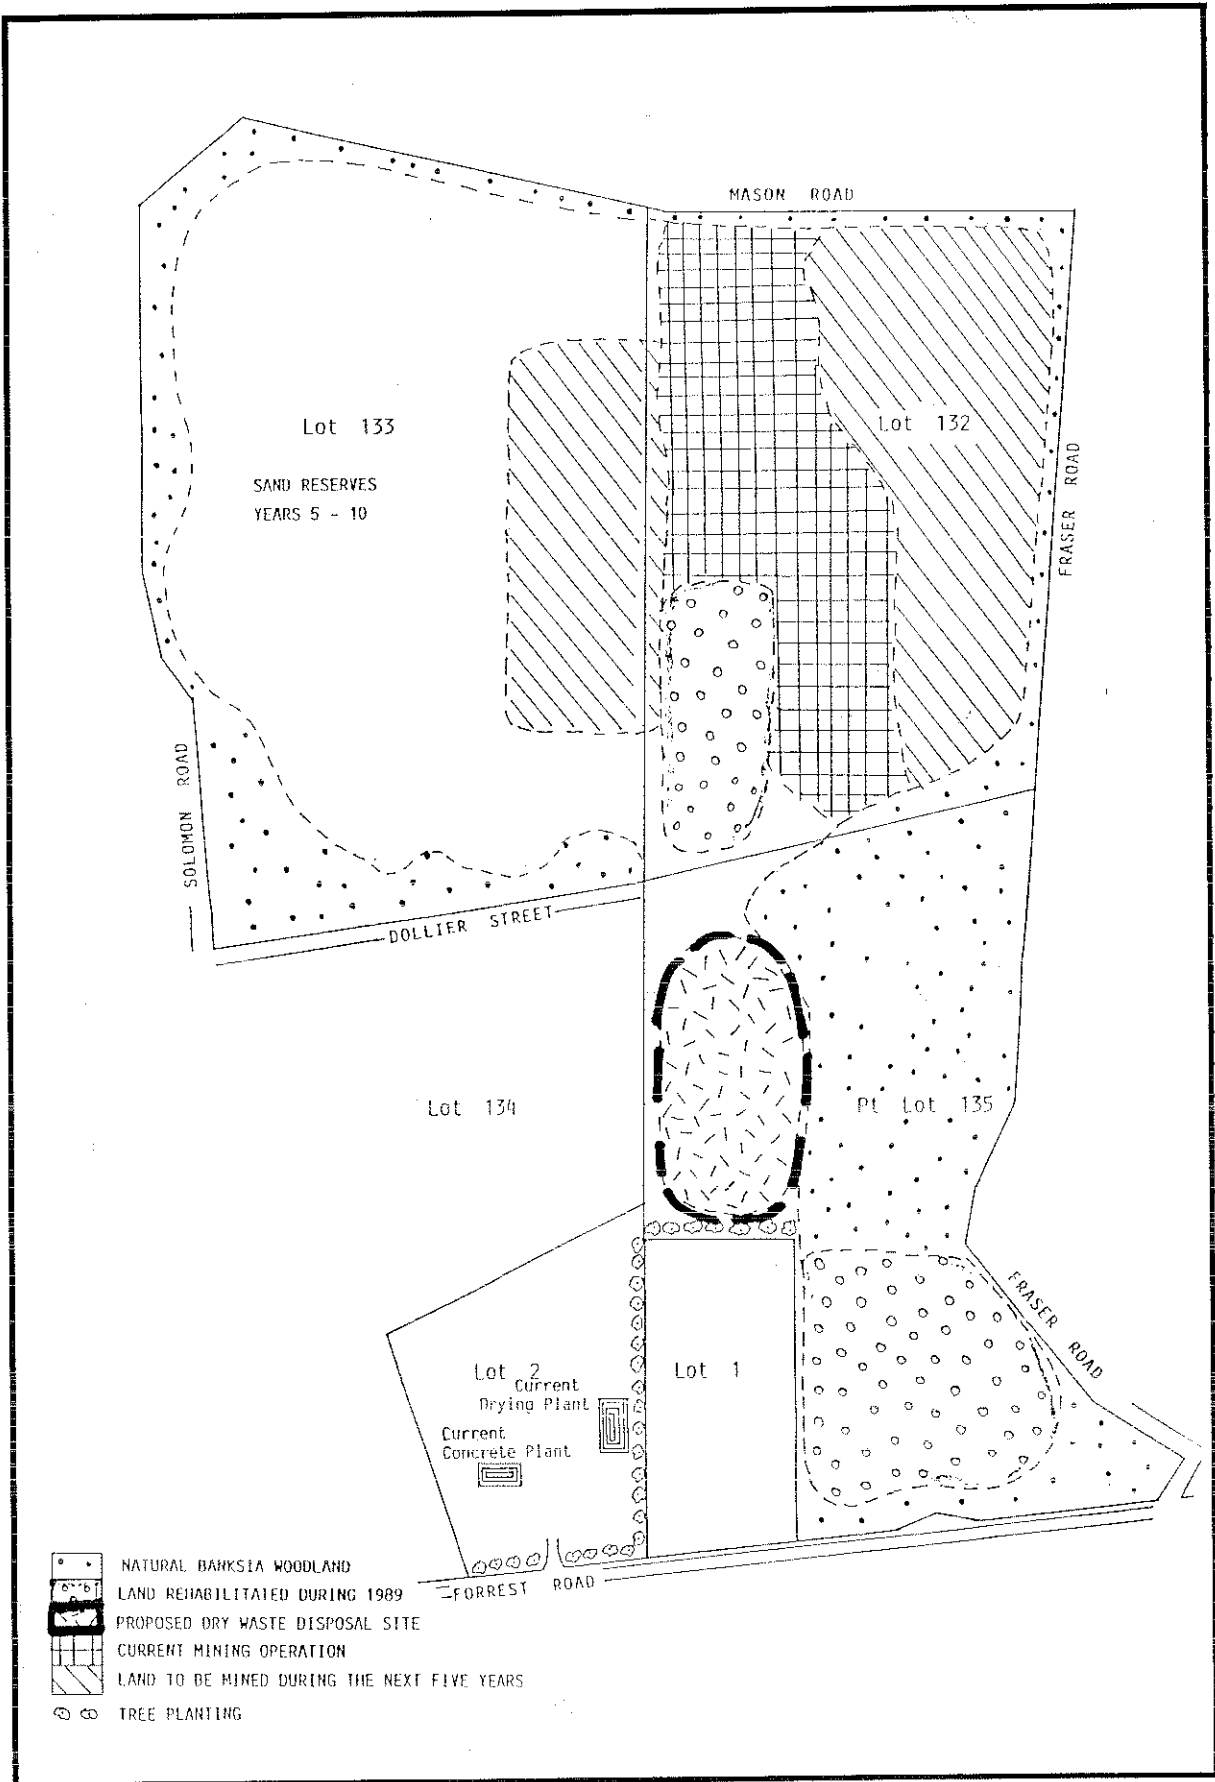 MASON ROAD
Lot 133
Lot 132
SAND RESERVES
YEARS 5 - 10
FRASER ROAD
SOLOMON ROAD
DOLLIER STREET
Lot 134
Pt Lot 135
FRASER ROAD
Lot 2
Lot 1
Current
Drying Plant
Current
Concrete Plant
FORREST ROAD
NATURAL BANKSIA WOODLAND
LAND REHABILITATED DURING 1989
PROPOSED DRY WASTE DISPOSAL SITE
CURRENT MINING OPERATION
LAND TO BE MINED DURING THE NEXT FIVE YEARS
TREE PLANTING